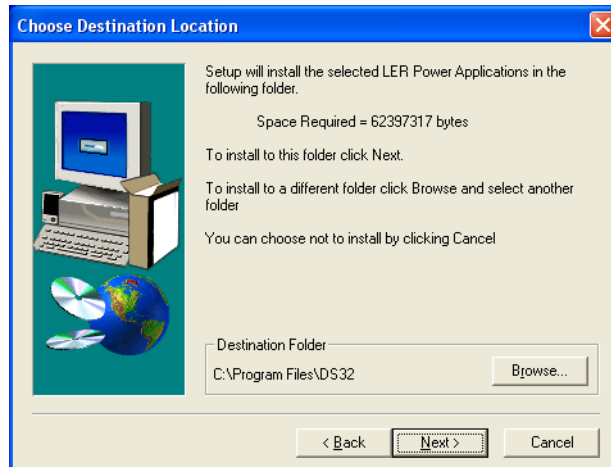 Choose Destination Location
Setup will install the selected LER Power Applications in the
following folder.
Space Required = 62397317 bytes
To install to this folder click Next.
To install to a different folder click Browse and select another
folder
You can choose not to install by clicking Cancel
Destination Folder
C:\Program Files\DS32
Browse...
< Back
Next >
Cancel